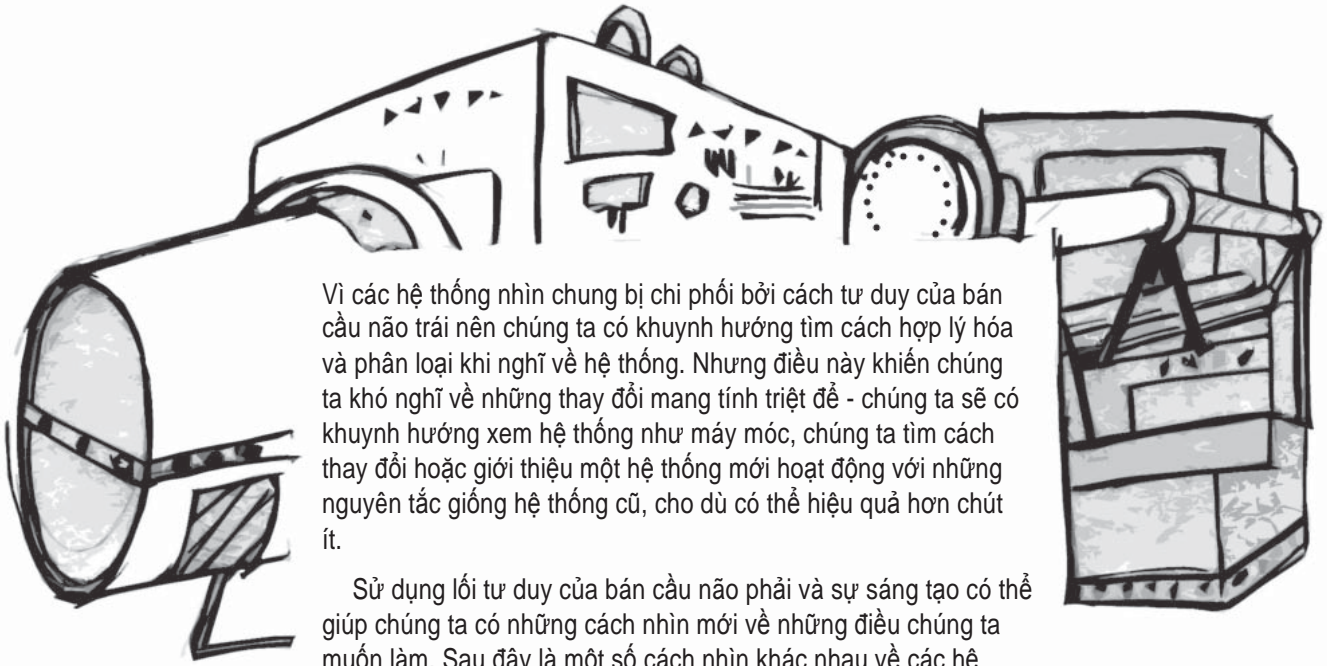 Vì các hệ thống nhìn chung bị chi phối bởi cách tư duy của bán
cầu não trái nên chúng ta có khuynh hướng tìm cách hợp lý hóa
và phân loại khi nghĩ về hệ thống. Nhưng điều này khiến chúng
ta khó nghĩ về những thay đổi mang tính triệt để - chúng ta sẽ có
khuynh hướng xem hệ thống như máy móc, chúng ta tìm cách
thay đổi hoặc giới thiệu một hệ thống mới hoạt động với những
nguyên tắc giống hệ thống cũ, cho dù có thể hiệu quả hơn chút
ít.
Sử dụng lối tư duy của bán cầu não phải và sự sáng tạo có thể
giúp chúng ta có những cách nhìn mới về những điều chúng ta
muốn làm. Sau đây là một số cách nhìn khác nhau về các hệ